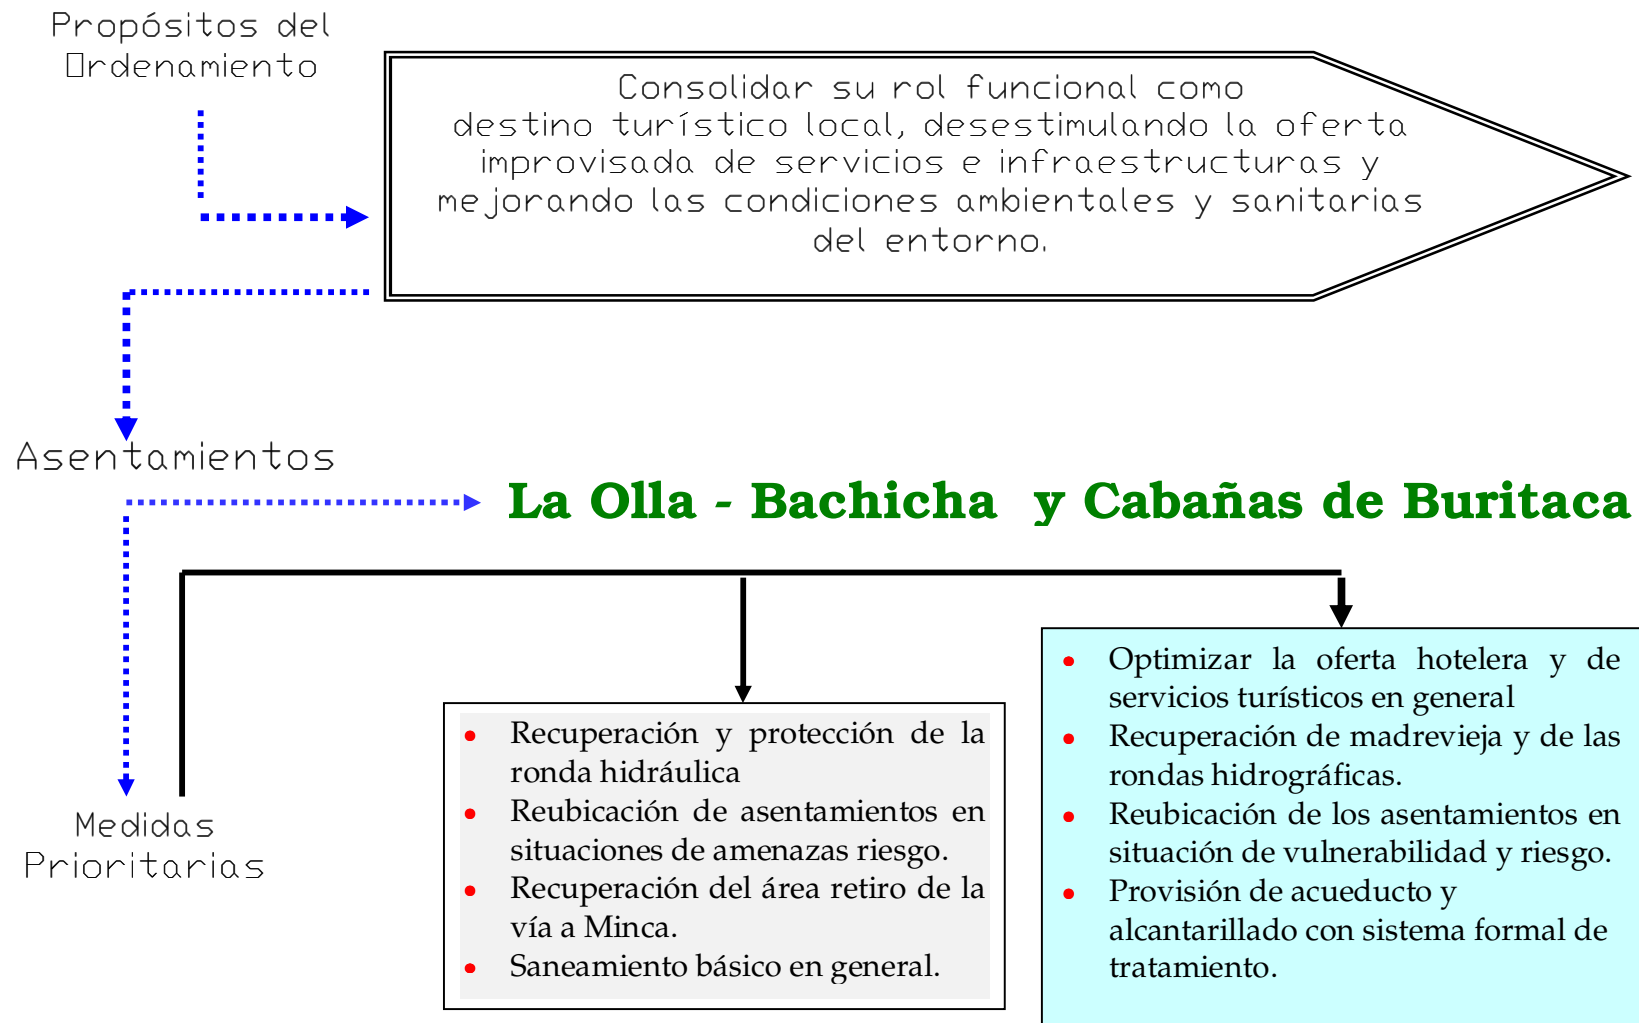 Propósitos del
Ordenamiento
Consolidar su rol funcional como
destino turístico local, desestimulando la oferta
improvisada de servicios e infraestructuras y
mejorando las condiciones ambientales y sanitarias
del entorno.
Asentamientos
La Olla - Bachicha y Cabañas de Buritaca
Medidas
Prioritarias
• Recuperación y protección de la
ronda hidráulica
• Reubicación de asentamientos en
situaciones de amenazas riesgo.
• Recuperación del área retiro de la
vía a Minca.
• Saneamiento básico en general.
• Optimizar la oferta hotelera y de
servicios turísticos en general
• Recuperación de madrevieja y de las
rondas hidrográficas.
• Reubicación de los asentamientos en
situación de vulnerabilidad y riesgo.
• Provisión de acueducto y
alcantarillado con sistema formal de
tratamiento.